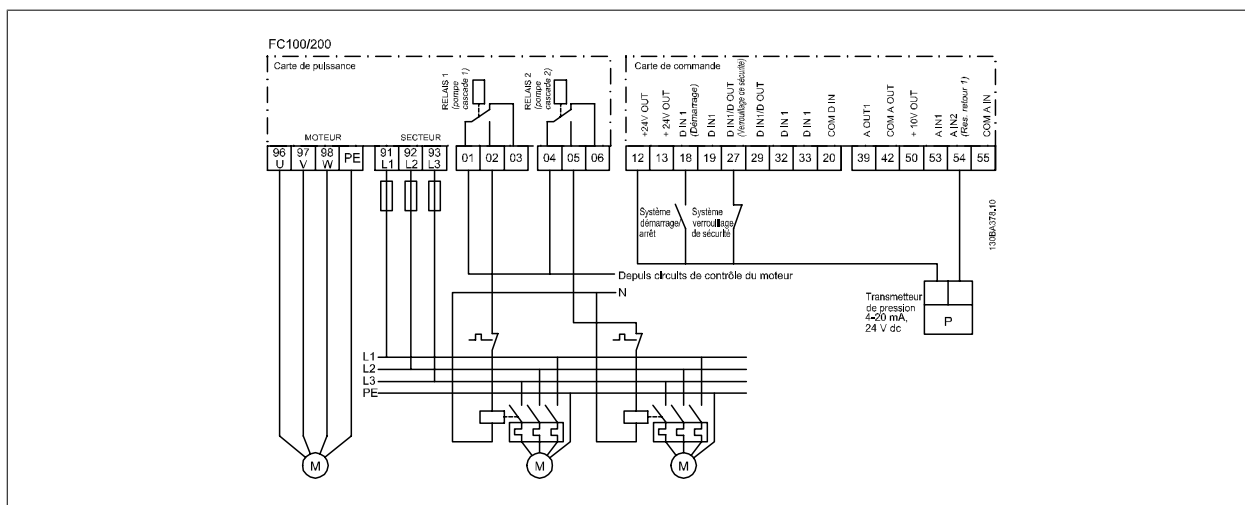 FC100/200
Carte de puissance
RELAIS 1
(pompe
cascade 1)
RELAIS 2
(pompe
cascade 2)
MOTEUR
SECTEUR
96 97 98 PE
U V W
91 92 93
L1 L2 L3
01 02 03
04 05 06
Carte de commande
+24V OUT
+ 24V OUT
D IN 1
(Démarrage)
D IN1
D IN1/D OUT
(Verrouillage de sécurité)
D IN1/D OUT
D IN 1
D IN 1
COM D IN
A OUT1
COM A OUT
+ 10V OUT
A IN1
A IN2
(Res. retour 1)
COM A IN
12 13 18 19 27 29 32 33 20
39 42 50 53 54 55
130BA378.10
Système
démarrage/
arrêt
Système
verrouillage
de sécurité
Depuis circuits de contrôle du moteur
N
Transmetteur
de pression
4-20 mA,
24 V dc
P
L1
L2
L3
PE
M
M
M